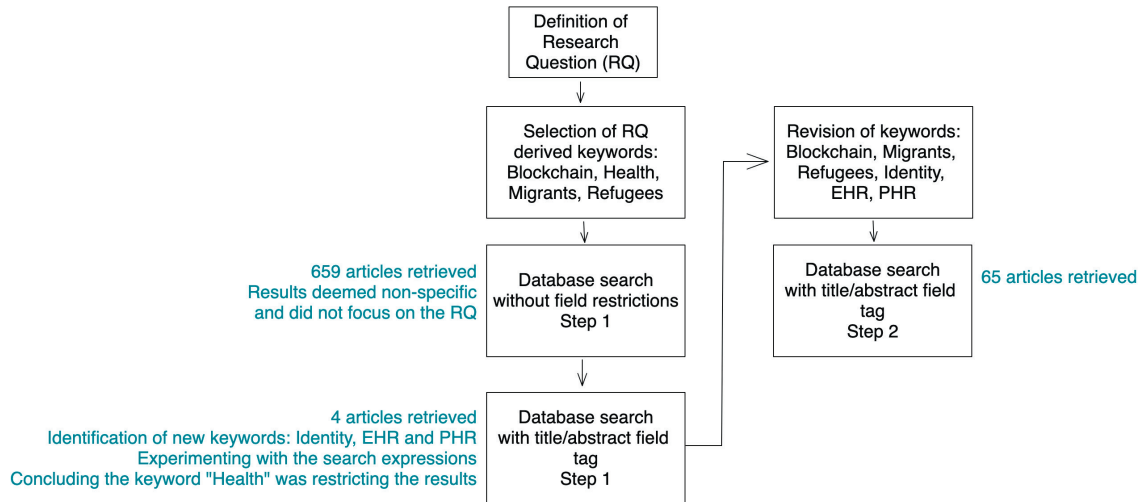 Definition of
Research
Question (RQ)
Selection of RQ
derived keywords:
Blockchain, Health,
Migrants, Refugees
659 articles retrieved
Results deemed non-specific
and did not focus on the RQ
Database search
without field restrictions
Step 1
4 articles retrieved
Identification of new keywords: Identity, EHR and PHR
Experimenting with the search expressions
Concluding the keyword "Health" was restricting the results
Database search
with title/abstract field
tag
Step 1
Revision of keywords:
Blockchain, Migrants,
Refugees, Identity,
EHR, PHR
Database search
with title/abstract field
tag
Step 2
65 articles retrieved